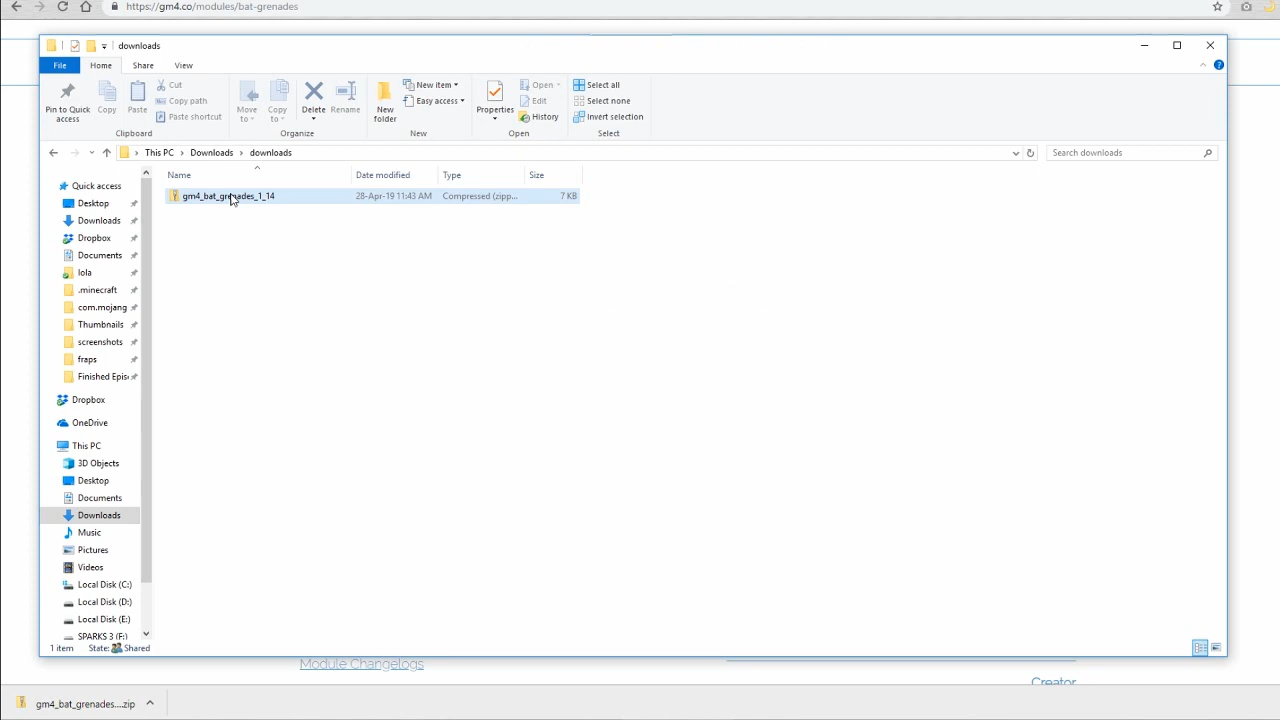 https://gm4.co/modules/bat-grenades
downloads
File Home Share View
Pin to Quick access
Copy
Paste
Cut
Copy path
Paste shortcut
Clipboard
Move to
Copy to
Delete
Rename
Organize
New folder
New item
Easy access
New
Properties
Open
Edit
History
Open
Select all
Select none
Invert selection
Select
This PC > Downloads > downloads
Search downloads
Name Date modified Type Size
gm4_bat_grenades_1_14 28-Apr-19 11:43 AM Compressed (zipp... 7 KB
Quick access
Desktop
Downloads
Dropbox
Documents
lola
.minecraft
com.mojang
Thumbnails
screenshots
fraps
Finished Epis
Dropbox
OneDrive
This PC
3D Objects
Desktop
Documents
Downloads
Music
Pictures
Videos
Local Disk (C:)
Local Disk (D:)
Local Disk (E:)
SPARKS 3 (F:)
1 item State: Shared
Module Changelogs
Creator
gm4_bat_grenades....zip